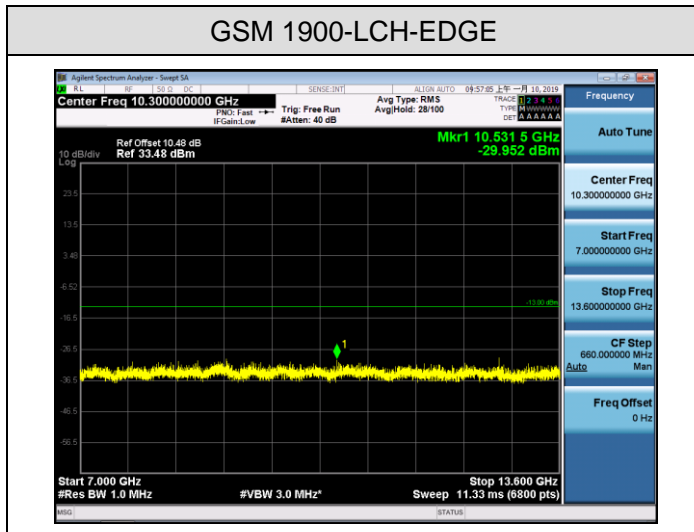 GSM 1900-LCH-EDGE
Agilent Spectrum Analyzer - Swept SA
RL RF 50 Ω DC SENSE:INT ALIGN AUTO 09:57:05 上午 一月 10, 2019
Center Freq 10.300000000 GHz
PNO: Fast
IFGain:Low
Trig: Free Run
#Atten: 40 dB
Avg Type: RMS
Avg|Hold: 28/100
TRACE 1 2 3 4 5 6
TYPE M W W W W W
DET A A A A A A
Ref Offset 10.48 dB
Ref 33.48 dBm
10 dB/div
Log
Mkr1 10.531 5 GHz
-29.952 dBm
23.5
13.5
3.48
-6.52
-16.5
-26.5
-36.5
-46.5
-56.5
-13.00 dBm
1
Start 7.000 GHz
Stop 13.600 GHz
#Res BW 1.0 MHz
#VBW 3.0 MHz*
Sweep 11.33 ms (6800 pts)
MSG
STATUS
Frequency
Auto Tune
Center Freq
10.300000000 GHz
Start Freq
7.000000000 GHz
Stop Freq
13.600000000 GHz
CF Step
660.000000 MHz
Auto Man
Freq Offset
0 Hz